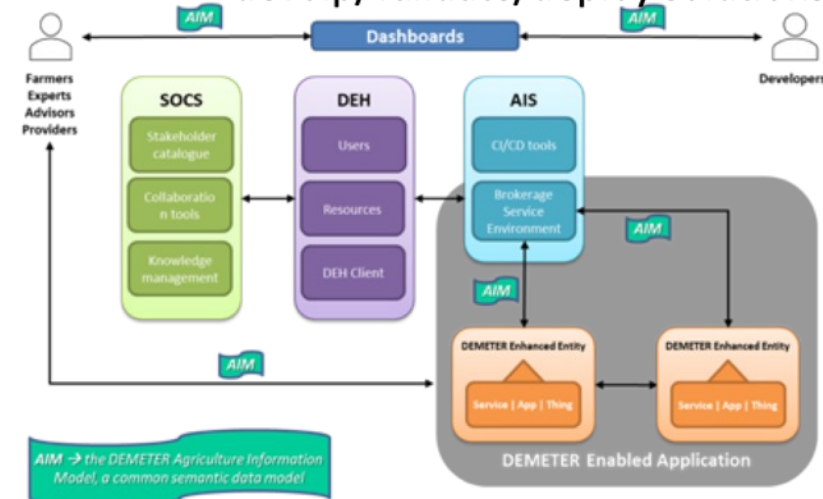 AIM
AIM
Dashboards
Farmers
Experts
Advisors
Providers
Developers
SOCS
Stakeholder
catalogue
Collaboratio
n tools
Knowledge
management
DEH
Users
Resources
DEH Client
AIS
CI/CD tools
Brokerage
Service
Environment
AIM
AIM
AIM
DEMETER Enhanced Entity
Service | App | Thing
DEMETER Enhanced Entity
Service | App | Thing
DEMETER Enabled Application
AIM → the DEMETER Agriculture Information
Model, a common semantic data model